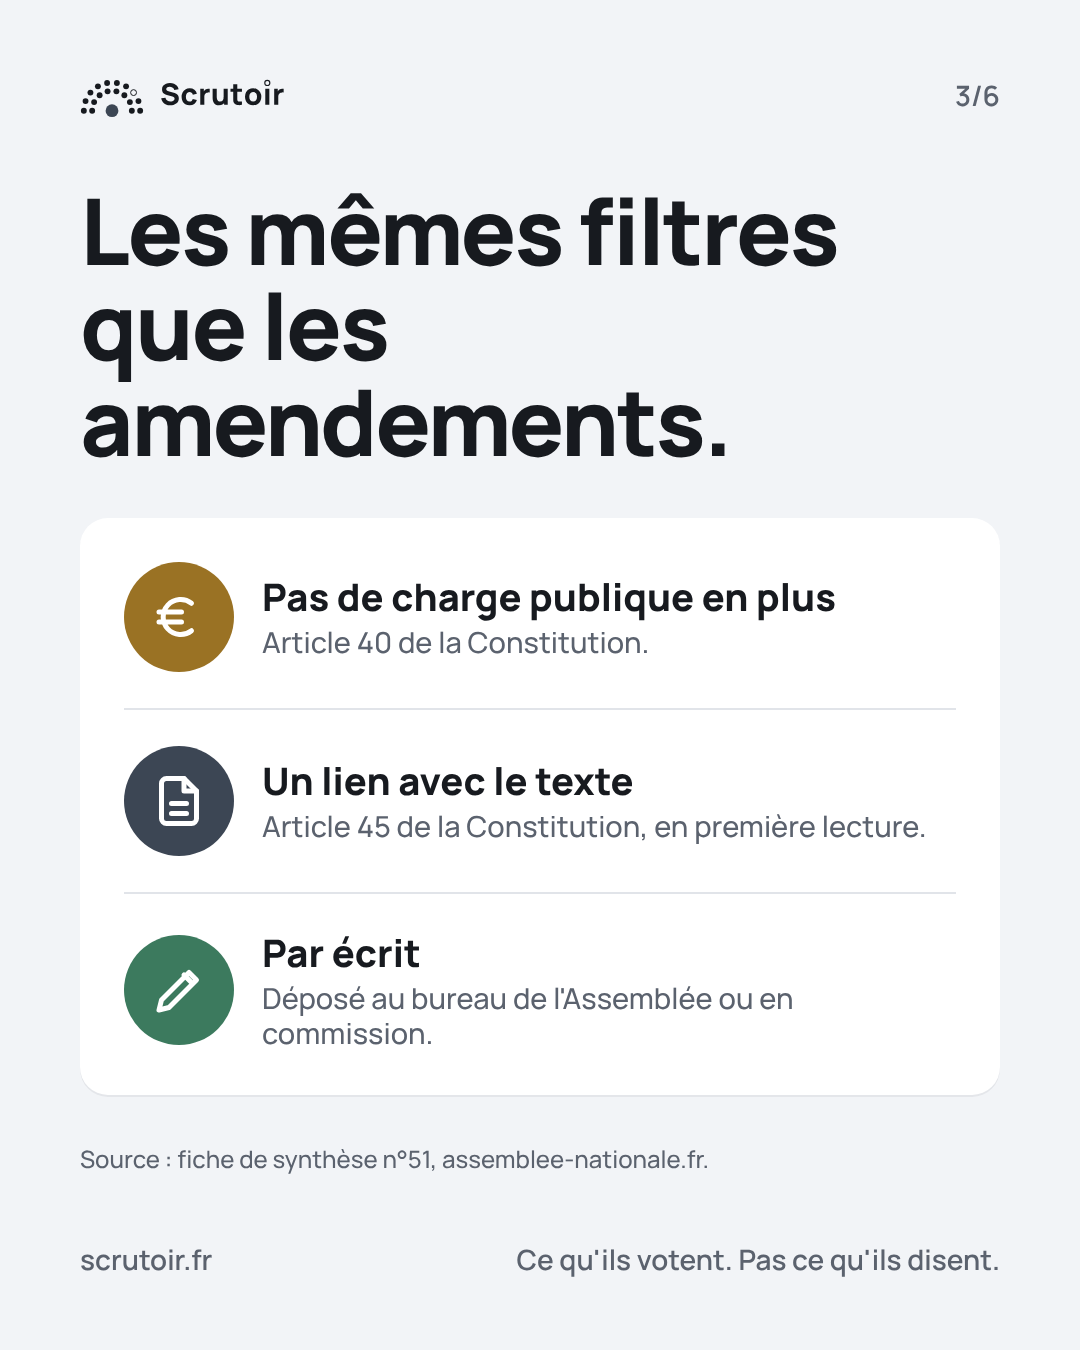 Scrutoir
3/6
Les mêmes filtres
que les
amendements.
Pas de charge publique en plus
Article 40 de la Constitution.
Un lien avec le texte
Article 45 de la Constitution, en première lecture.
Par écrit
Déposé au bureau de l'Assemblée ou en
commission.
Source : fiche de synthèse n°51, assemblee-nationale.fr.
scrutoir.fr
Ce qu'ils votent. Pas ce qu'ils disent.